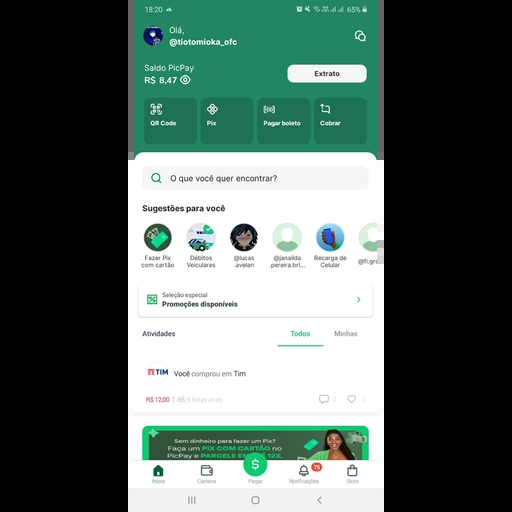 18:20
65%
Olá,
@tiotomioka_ofc
Saldo PicPay
R$ 8,47
Extrato
QR Code
Pix
Pagar boleto
Cobrar
O que você quer encontrar?
Sugestões para você
Fazer Pix
com cartão
Débitos
Veiculares
@lucas
.avelan
@janailda
.pereira.bri...
Recarga de
Celular
@fi.gr
Seleção especial
Promoções disponíveis
Atividades
Todos
Minhas
TIM
Você comprou em Tim
R$ 12,00
5 horas atrás
0
0
Sem dinheiro para fazer um Pix?
Faça um PIX COM CARTÃO no
PicPay e PARCELE EM ATÉ 12X.
Início
Carteira
$
Pagar
75
Notificações
Store